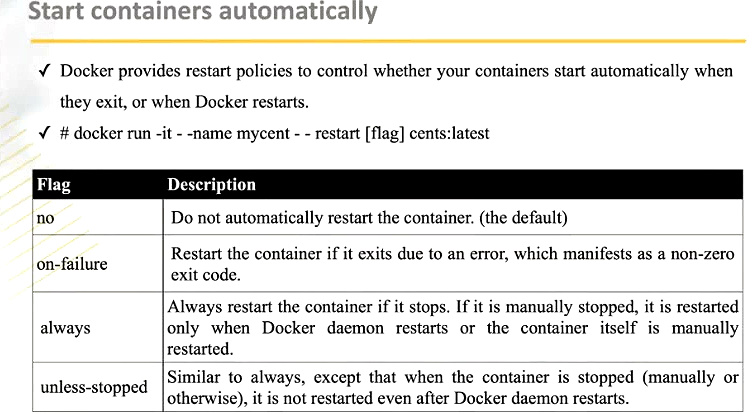 Start containers automatically
✓ Docker provides restart policies to control whether your containers start automatically when
they exit, or when Docker restarts.
✓ # docker run -it - -name mycent - - restart [flag] cents:latest
Flag Description
no Do not automatically restart the container. (the default)
on-failure Restart the container if it exits due to an error, which manifests as a non-zero
exit code.
always Always restart the container if it stops. If it is manually stopped, it is restarted
only when Docker daemon restarts or the container itself is manually
restarted.
unless-stopped Similar to always, except that when the container is stopped (manually or
otherwise), it is not restarted even after Docker daemon restarts.